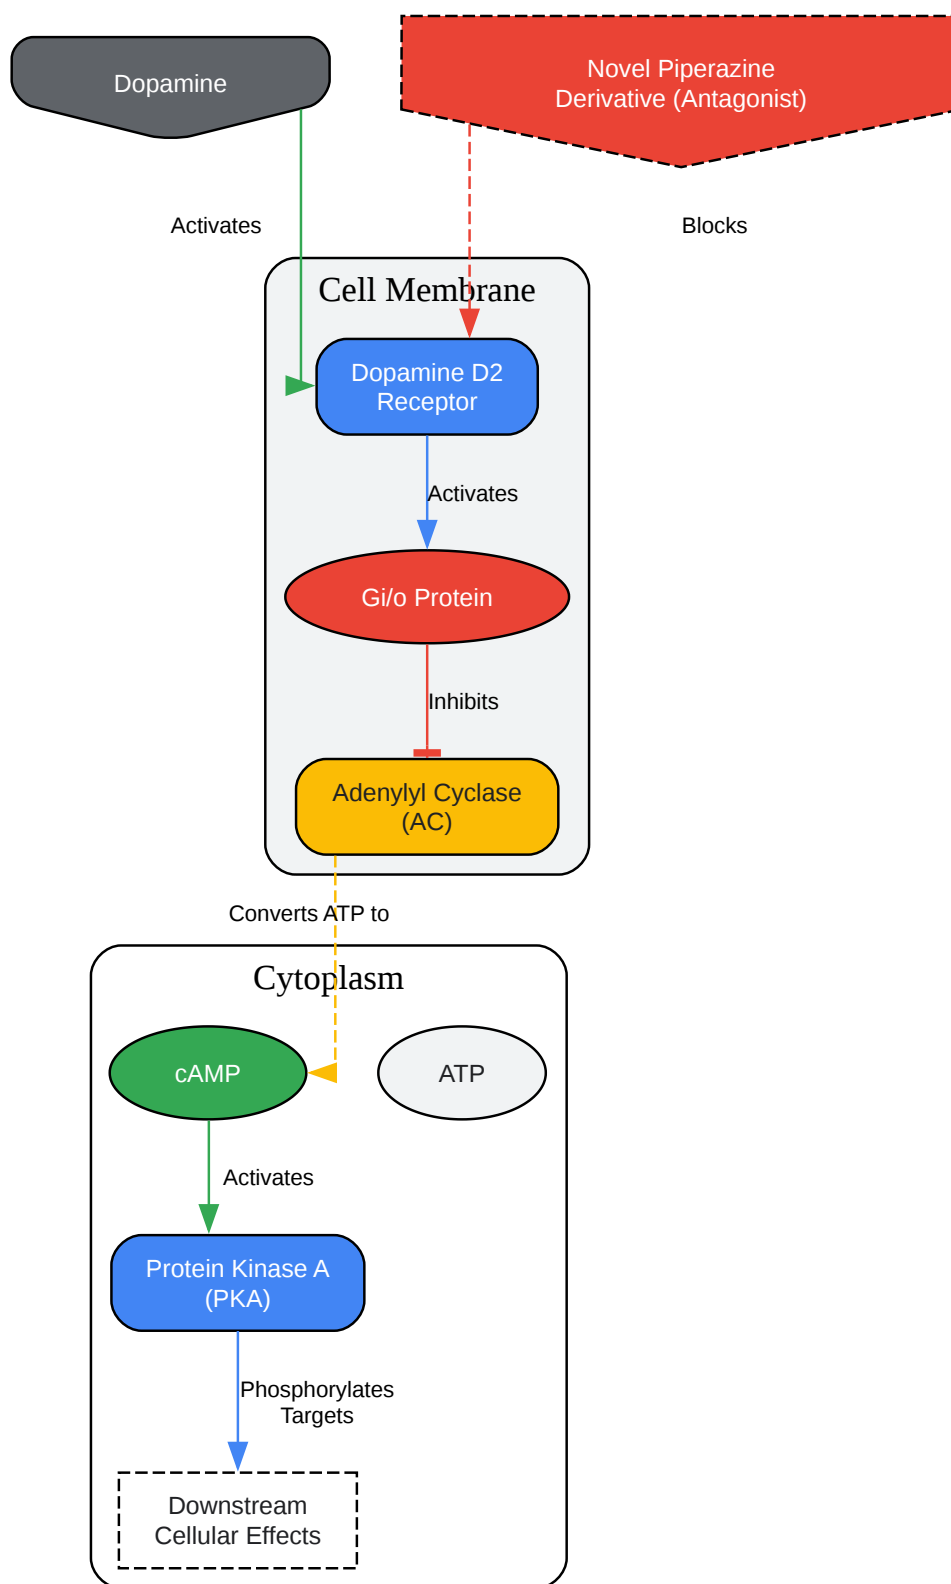 Dopamine
Novel Piperazine
Derivative (Antagonist)
Activates
Blocks
Cell Membrane
Dopamine D2
Receptor
Activates
Gi/o Protein
Inhibits
Adenylyl Cyclase
(AC)
Converts ATP to
Cytoplasm
cAMP
ATP
Activates
Protein Kinase A
(PKA)
Phosphorylates
Targets
Downstream
Cellular Effects